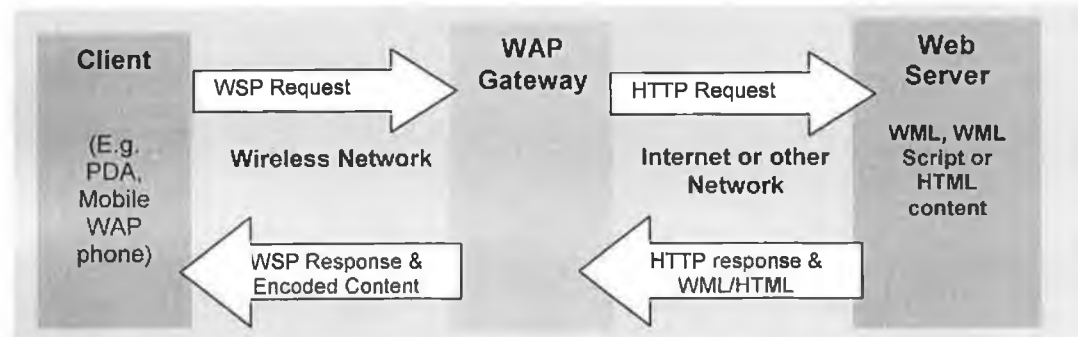 Client
(E.g.
PDA,
Mobile
WAP
phone)
WSP Request
Wireless Network
WSP Response &
Encoded Content
WAP
Gateway
HTTP Request
Internet or other
Network
HTTP response &
WML/HTML
Web
Server
WML, WML
Script or
HTML
content